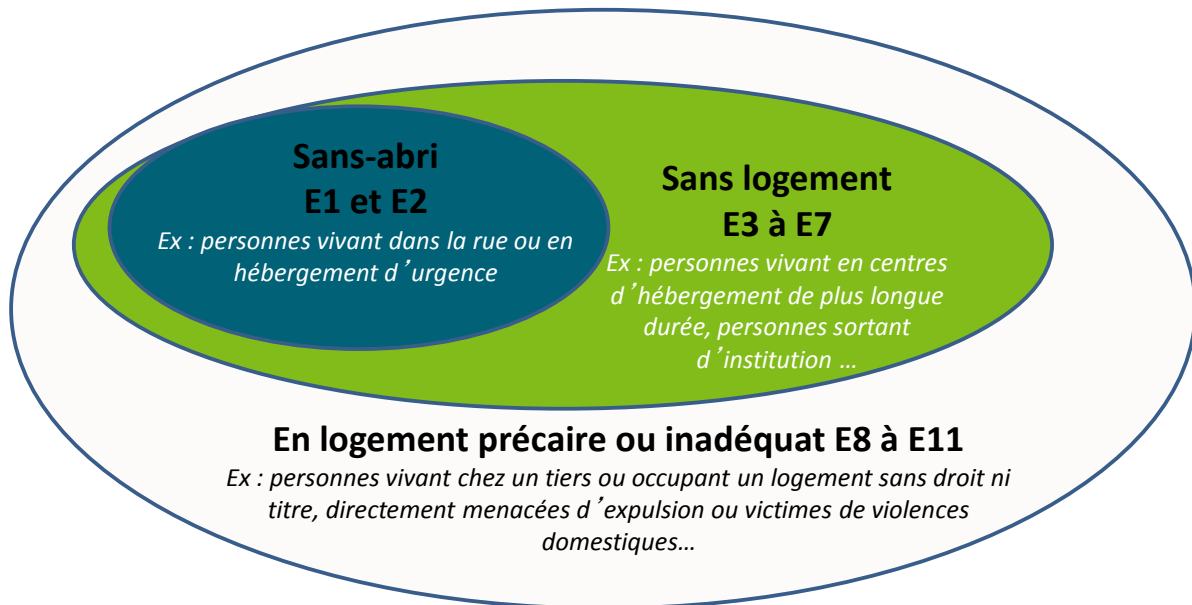 Sans-abri
E1 et E2
Ex : personnes vivant dans la rue ou en
hébergement d ’urgence
Sans logement
E3 à E7
Ex : personnes vivant en centres
d ’hébergement de plus longue
durée, personnes sortant
d ’institution …
En logement précaire ou inadéquat E8 à E11
Ex : personnes vivant chez un tiers ou occupant un logement sans droit ni
titre, directement menacées d ’expulsion ou victimes de violences
domestiques…